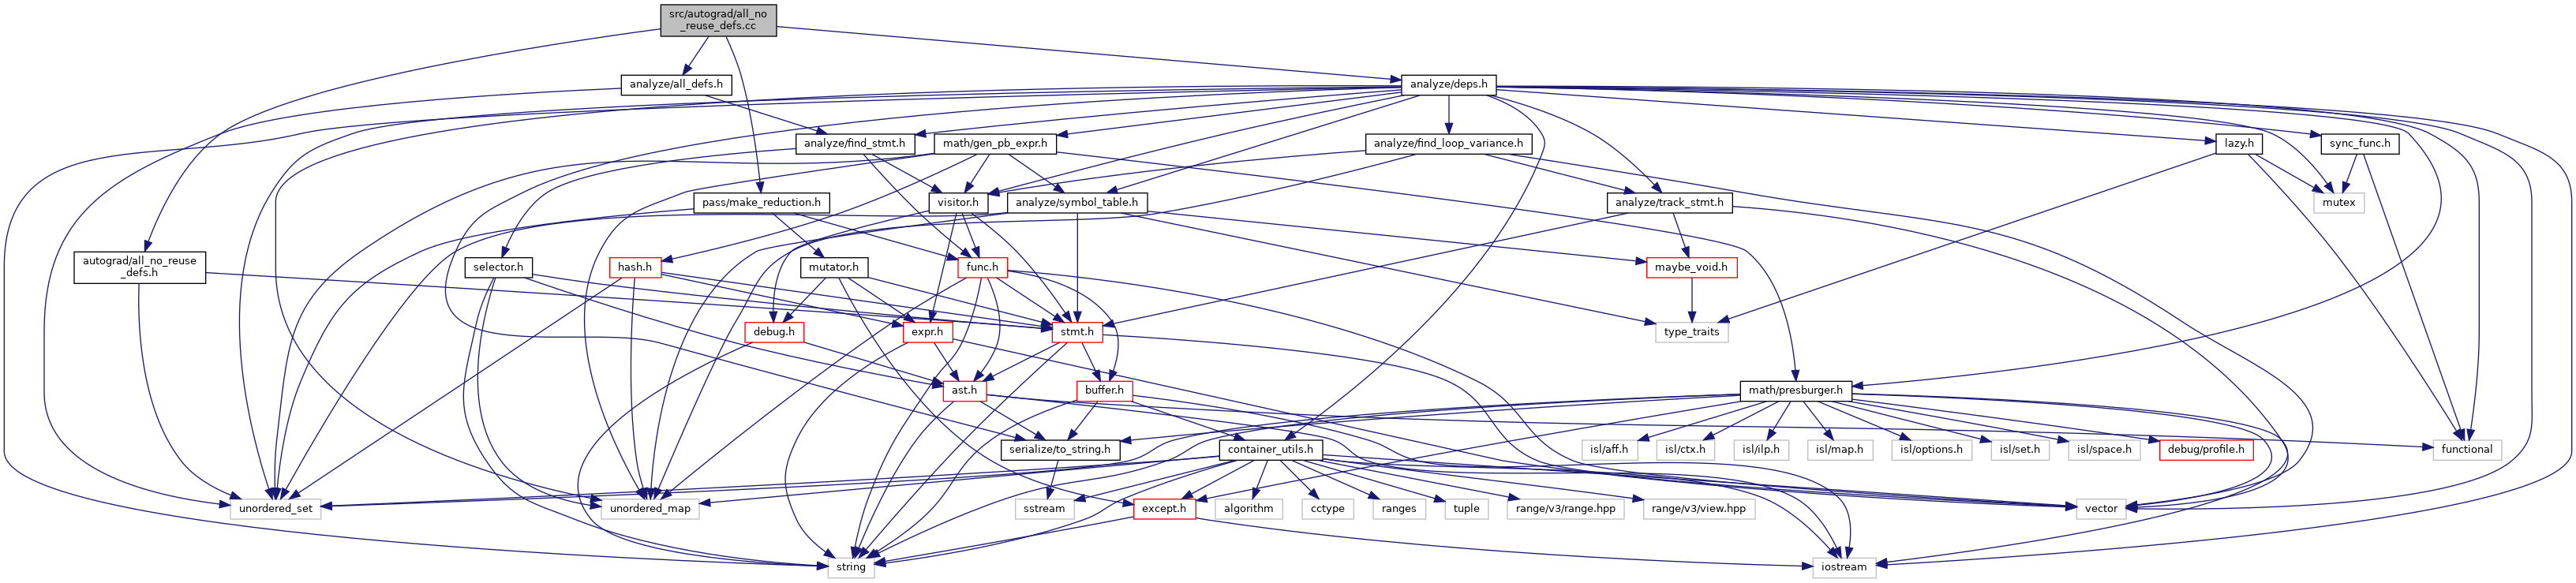 src/autograd/all_no
_reuse_defs.cc
analyze/all_defs.h
analyze/deps.h
analyze/find_stmt.h
math/gen_pb_expr.h
analyze/find_loop_variance.h
lazy.h
sync_func.h
pass/make_reduction.h
visitor.h
analyze/symbol_table.h
analyze/track_stmt.h
mutex
autograd/all_no_reuse
_defs.h
selector.h
hash.h
mutator.h
func.h
maybe_void.h
debug.h
expr.h
stmt.h
type_traits
ast.h
buffer.h
math/presburger.h
serialize/to_string.h
container_utils.h
isl/aff.h
isl/ctx.h
isl/ilp.h
isl/map.h
isl/options.h
isl/set.h
isl/space.h
debug/profile.h
functional
unordered_set
unordered_map
sstream
except.h
algorithm
cctype
ranges
tuple
range/v3/range.hpp
range/v3/view.hpp
vector
string
iostream